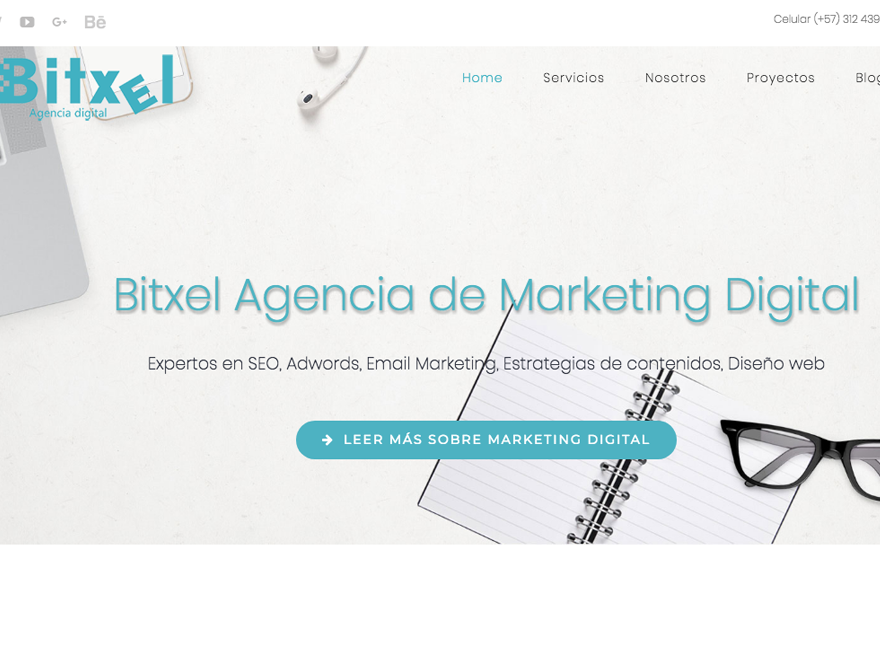 Celular (+57) 312 439
Bitxel
Agencia digital
Home Servicios Nosotros Proyectos Blog
Bitxel Agencia de Marketing Digital
Expertos en SEO, Adwords, Email Marketing, Estrategias de contenidos, Diseño web
LEER MÁS SOBRE MARKETING DIGITAL